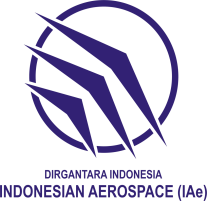 DIRGANTARA INDONESIA
INDONESIAN AEROSPACE (IAe)